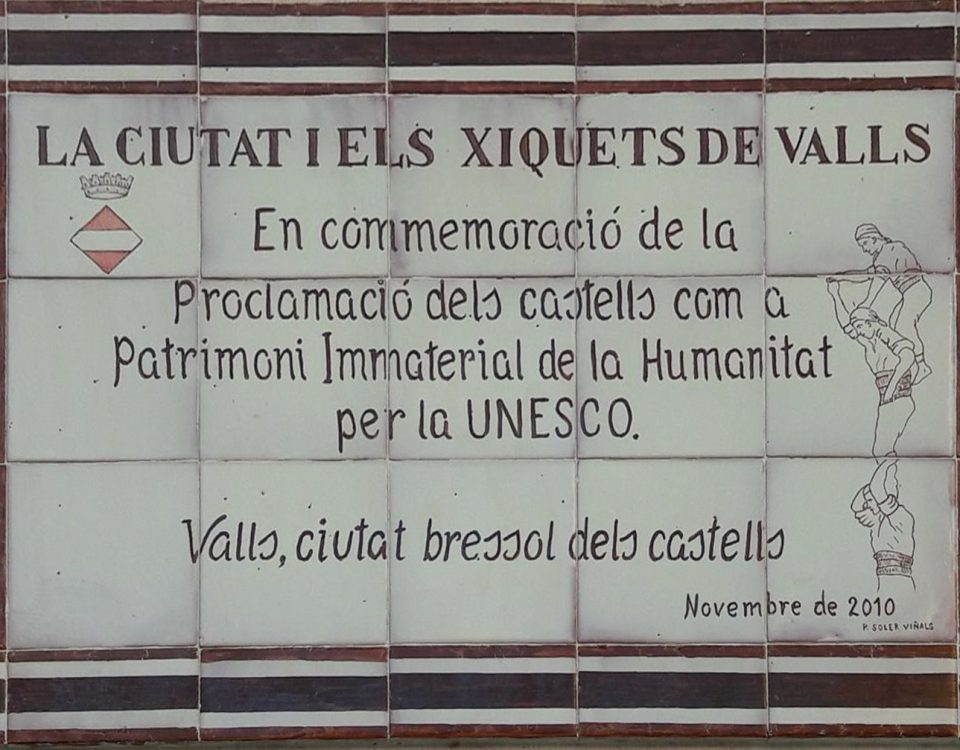 LA CIUTAT I ELS XIQUETS DE VALLS
En commemoració de la
Proclamació dels castells com a
Patrimoni Immaterial de la Humanitat
per la UNESCO.
Valls, ciutat bressol dels castells
Novembre de 2010
P. SOLER VIÑALS